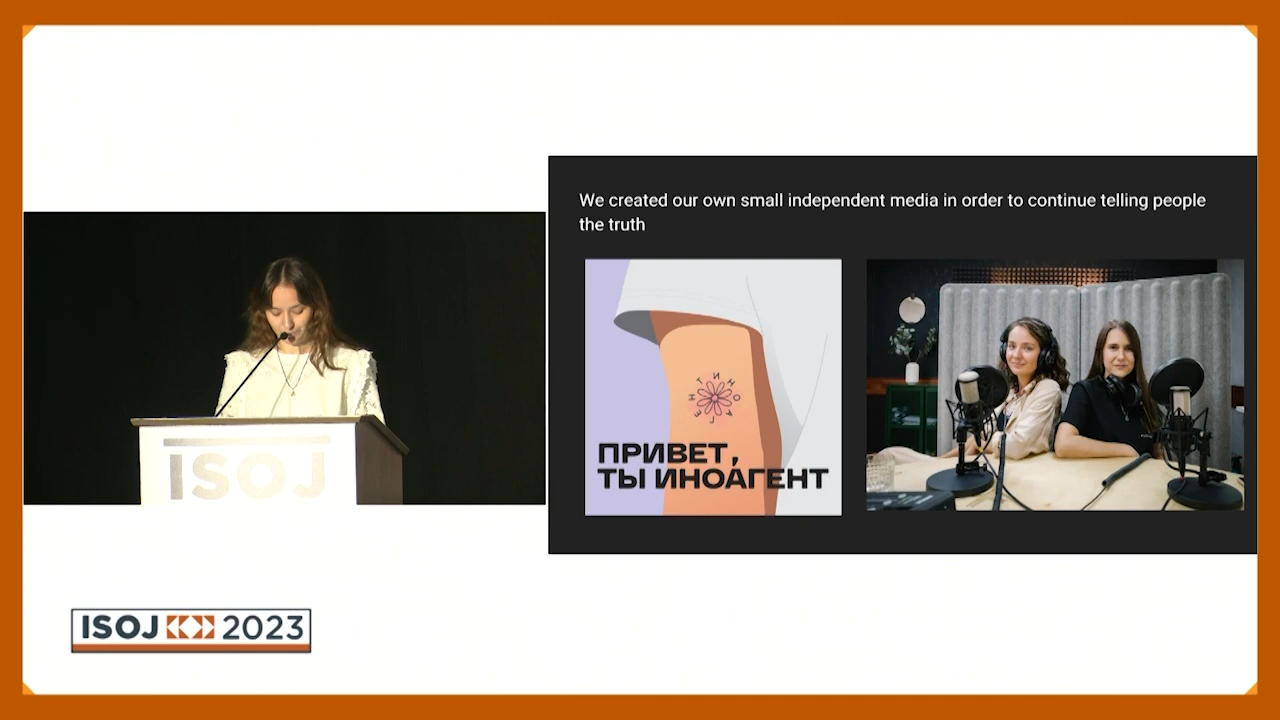 We created our own small independent media in order to continue telling people
the truth
ИНОАГЕНТ
ПРИВЕТ,
ТЫ ИНОАГЕНТ
ISOJ
ISOJ 2023